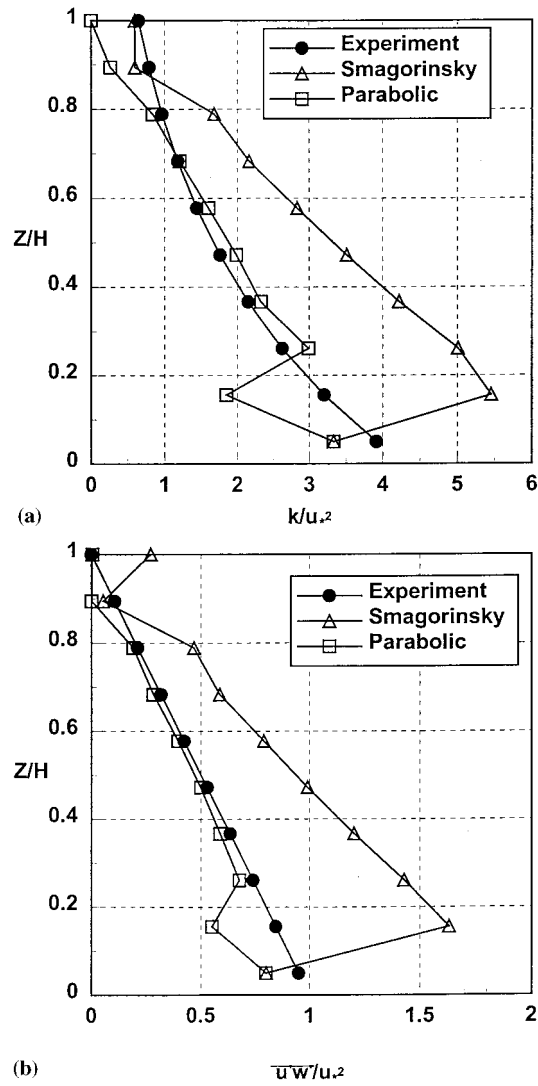 1
0.8
0.6
Z/H
0.4
0.2
0
Experiment
Smagorinsky
Parabolic
0 1 2 3 4 5 6
(a) k/u*²
1
0.8
0.6
Z/H
0.4
0.2
0
Experiment
Smagorinsky
Parabolic
0 0.5 1 1.5 2
(b) u'w'/u*²